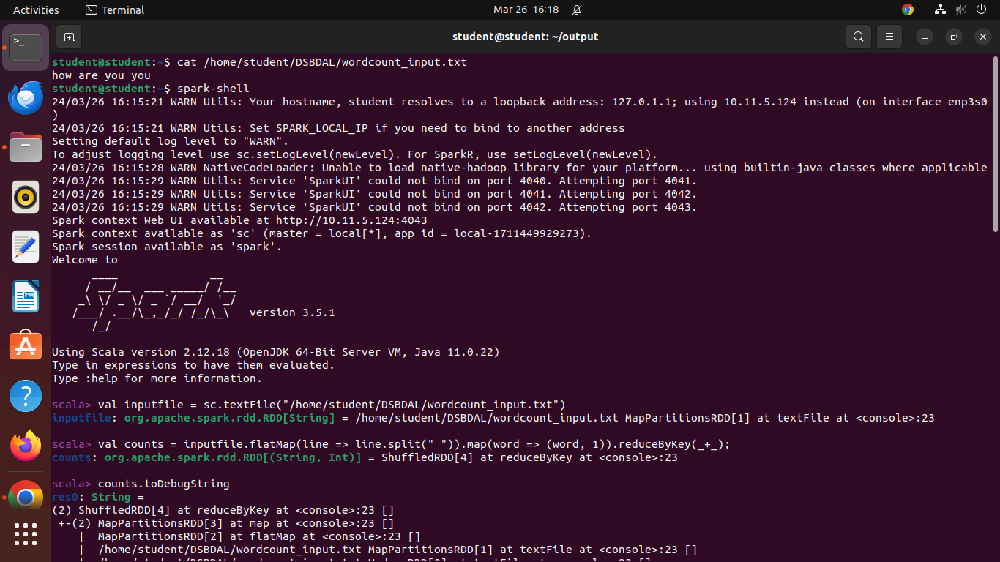 Activities
Terminal
Mar 26 16:18
student@student: ~/output
student@student:~$ cat /home/student/DSBDAL/wordcount_input.txt
how are you you
student@student:~$ spark-shell
24/03/26 16:15:21 WARN Utils: Your hostname, student resolves to a loopback address: 127.0.1.1; using 10.11.5.124 instead (on interface enp3s0
)
24/03/26 16:15:21 WARN Utils: Set SPARK_LOCAL_IP if you need to bind to another address
Setting default log level to "WARN".
To adjust logging level use sc.setLogLevel(newLevel). For SparkR, use setLogLevel(newLevel).
24/03/26 16:15:28 WARN NativeCodeLoader: Unable to load native-hadoop library for your platform... using builtin-java classes where applicable
24/03/26 16:15:29 WARN Utils: Service 'SparkUI' could not bind on port 4040. Attempting port 4041.
24/03/26 16:15:29 WARN Utils: Service 'SparkUI' could not bind on port 4041. Attempting port 4042.
24/03/26 16:15:29 WARN Utils: Service 'SparkUI' could not bind on port 4042. Attempting port 4043.
Spark context Web UI available at http://10.11.5.124:4043
Spark context available as 'sc' (master = local[*], app id = local-1711449929273).
Spark session available as 'spark'.
Welcome to
      ____              __
     / __/__  ___ _____/ /__
    _\ \/ _ \/ _ `/ __/  '_/
   /___/ .__/\_,_/_/ /_/\_\   version 3.5.1
      /_/
Using Scala version 2.12.18 (OpenJDK 64-Bit Server VM, Java 11.0.22)
Type in expressions to have them evaluated.
Type :help for more information.
scala> val inputfile = sc.textFile("/home/student/DSBDAL/wordcount_input.txt")
inputfile: org.apache.spark.rdd.RDD[String] = /home/student/DSBDAL/wordcount_input.txt MapPartitionsRDD[1] at textFile at <console>:23
scala> val counts = inputfile.flatMap(line => line.split(" ")).map(word => (word, 1)).reduceByKey(_+_);
counts: org.apache.spark.rdd.RDD[(String, Int)] = ShuffledRDD[4] at reduceByKey at <console>:23
scala> counts.toDebugString
res0: String =
(2) ShuffledRDD[4] at reduceByKey at <console>:23 []
 +-(2) MapPartitionsRDD[3] at map at <console>:23 []
    |  MapPartitionsRDD[2] at flatMap at <console>:23 []
    |  /home/student/DSBDAL/wordcount_input.txt MapPartitionsRDD[1] at textFile at <console>:23 []
    |  /home/student/DSBDAL/wordcount_input.txt HadoopRDD[0] at textFile at <console>:23 []